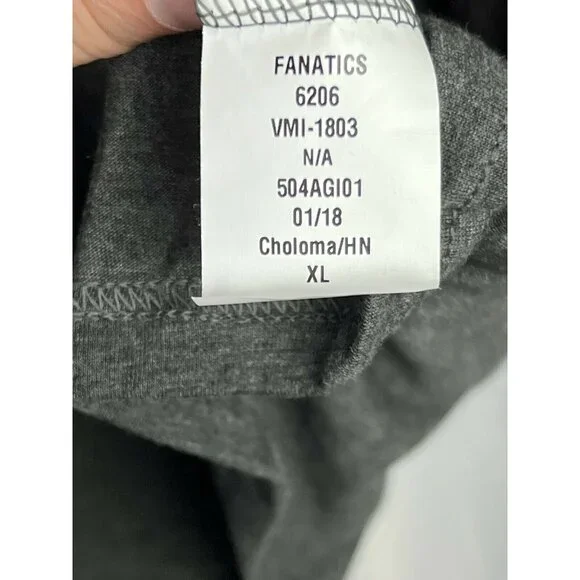 FANATICS
6206
VMI-1803
N/A
504AGI01
01/18
Choloma/HN
XL